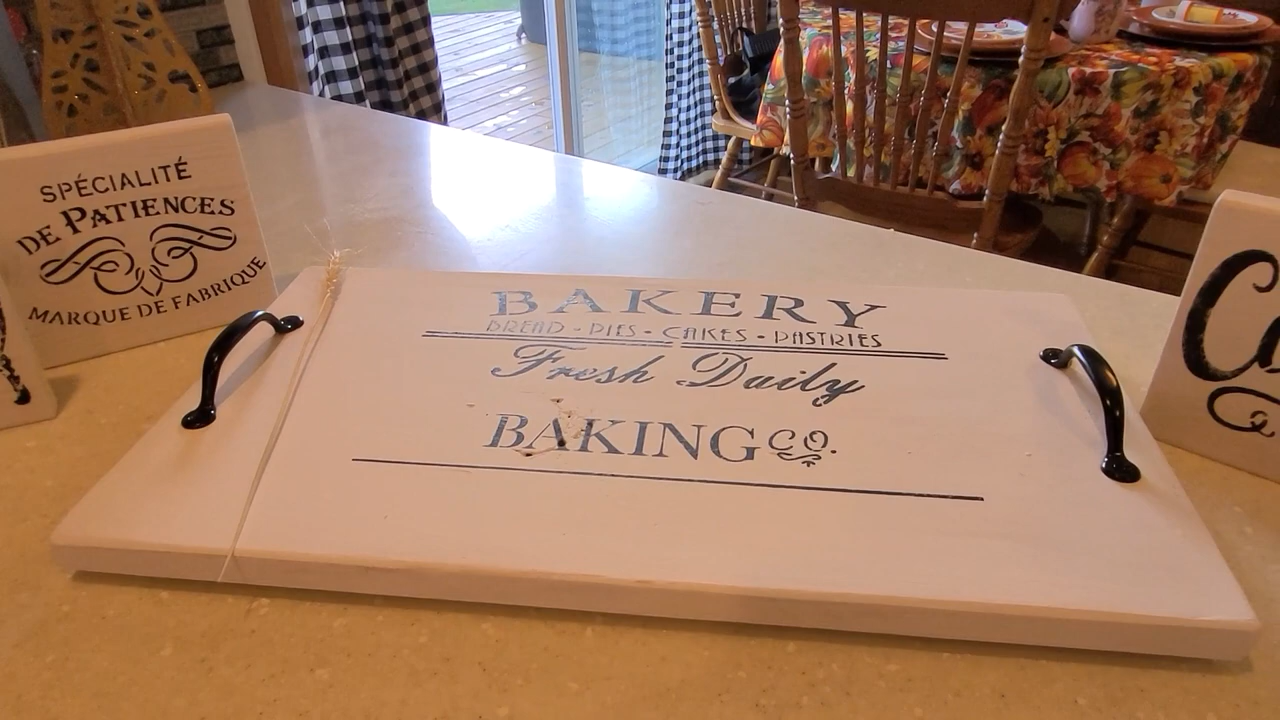 SPÉCIALITÉ
DE PATIENCES
MARQUE DE FABRIQUE
BAKERY
BREAD - PIES - CAKES - PASTRIES
Fresh Daily
BAKING CO.